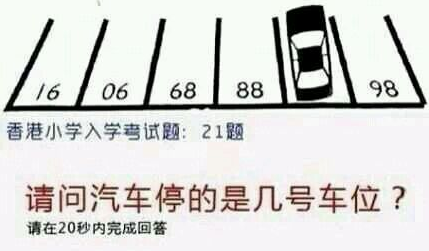 16 06 68 88 98
香港小学入学考试题: 21题
请问汽车停的是几号车位?
请在20秒内完成回答